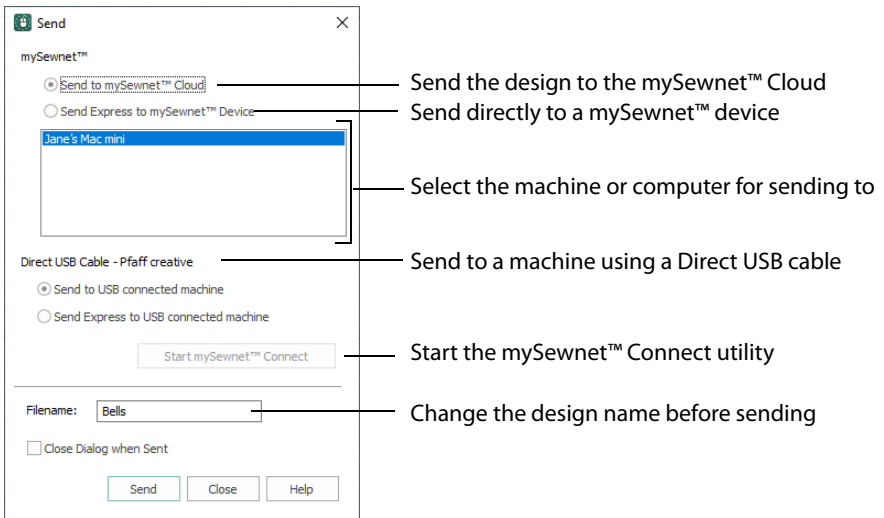 Send
mySewnet™
Send to mySewnet™ Cloud
Send the design to the mySewnet™ Cloud
Send Express to mySewnet™ Device
Send directly to a mySewnet™ device
Jane's Mac mini
Select the machine or computer for sending to
Direct USB Cable - Pfaff creative
Send to a machine using a Direct USB cable
Send to USB connected machine
Send Express to USB connected machine
Start mySewnet™ Connect
Start the mySewnet™ Connect utility
Filename: Bells
Change the design name before sending
Close Dialog when Sent
Send Close Help